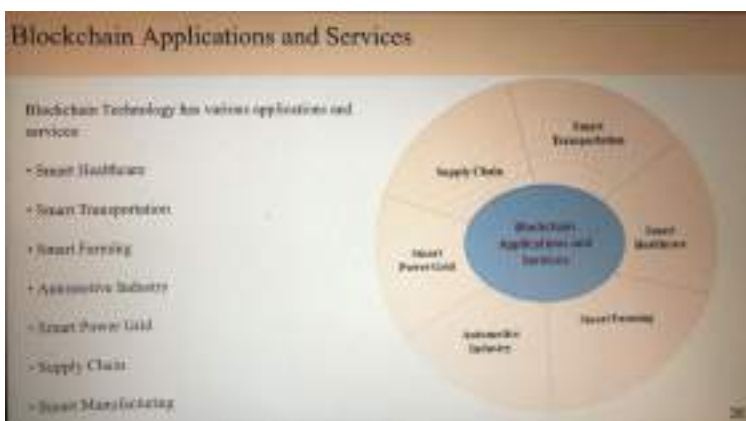 Blockchain Applications and Services
Blockchain Technology has various applications and
services
• Smart Healthcare
• Smart Transportation
• Smart Farming
• Automotive Industry
• Smart Power Grid
• Supply Chain
• Smart Manufacturing
Smart
Transportation
Supply Chain
Blockchain
Applications and
Services
Smart
Healthcare
Smart
Power Grid
Smart Farming
Automotive
Industry